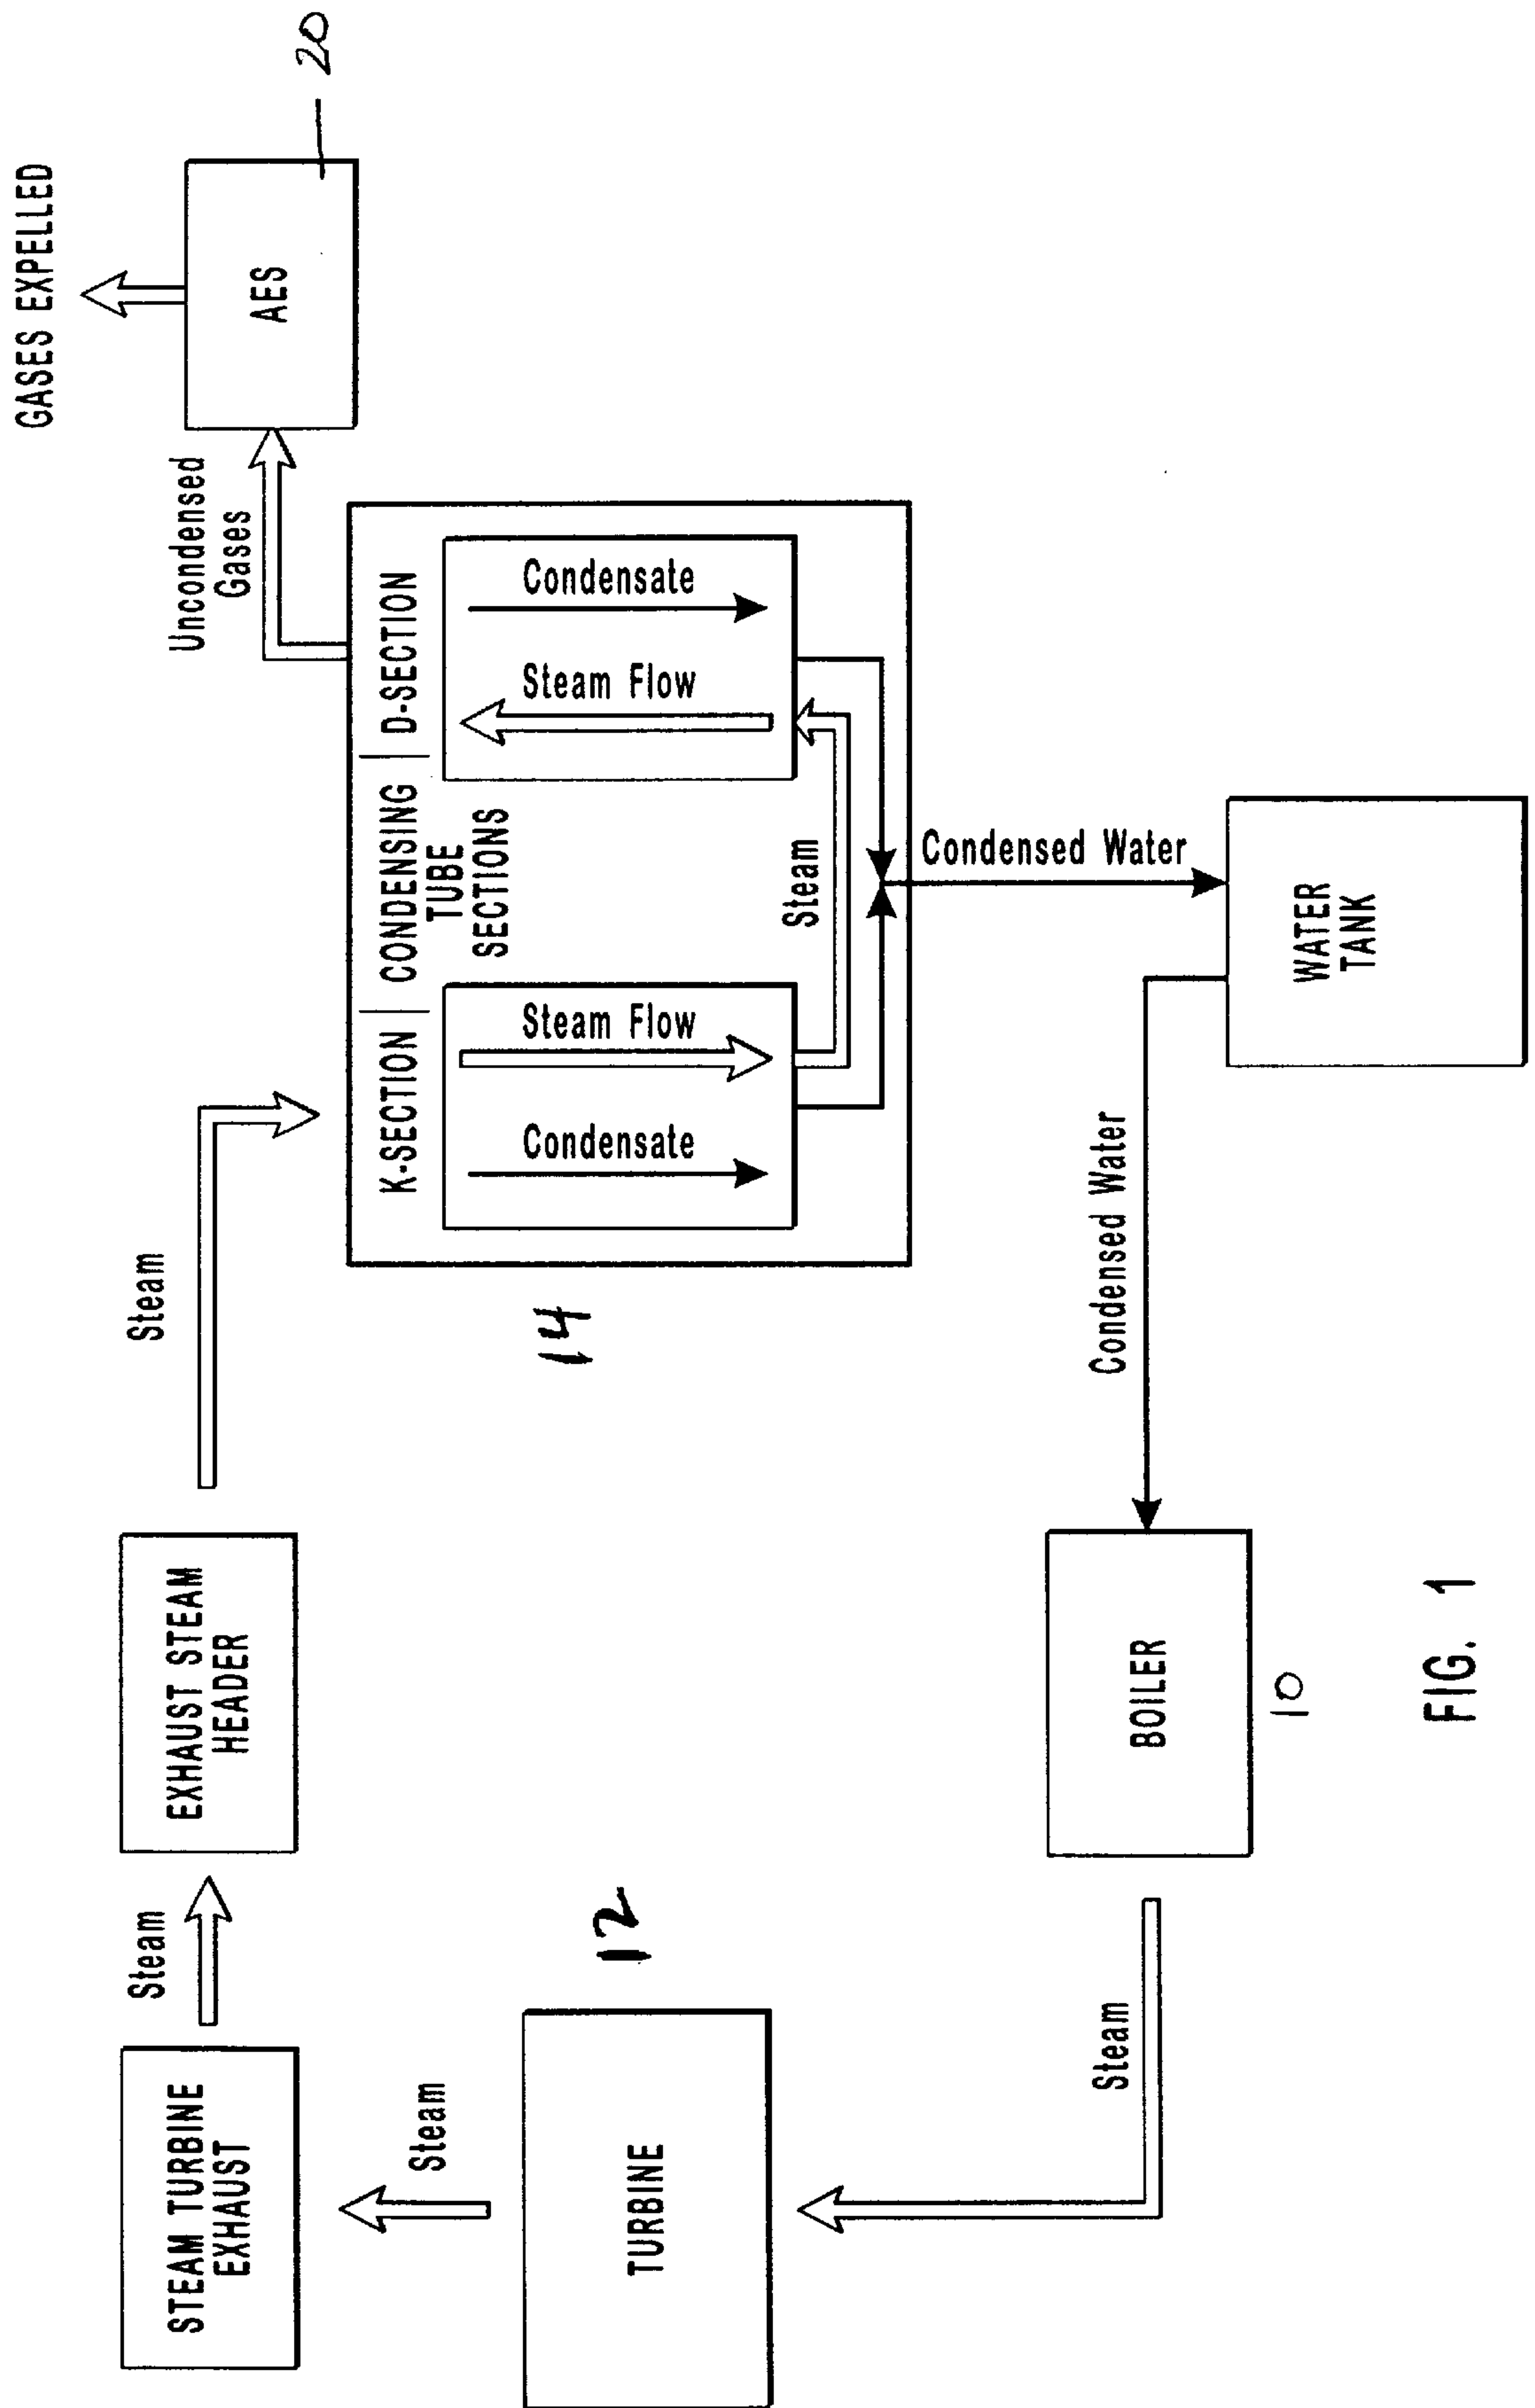 GASES EXPELLED
20
AES
Uncondensed
Gases
Steam
EXHAUST STEAM
HEADER
Steam
STEAM TURBINE
EXHAUST
Steam
TURBINE
12
14
K-SECTION | CONDENSING | D-SECTION
TUBE
SECTIONS
Condensate
Steam Flow
Steam Flow
Condensate
Steam
Condensed Water
WATER
TANK
Condensed Water
BOILER
10
Steam
FIG. 1